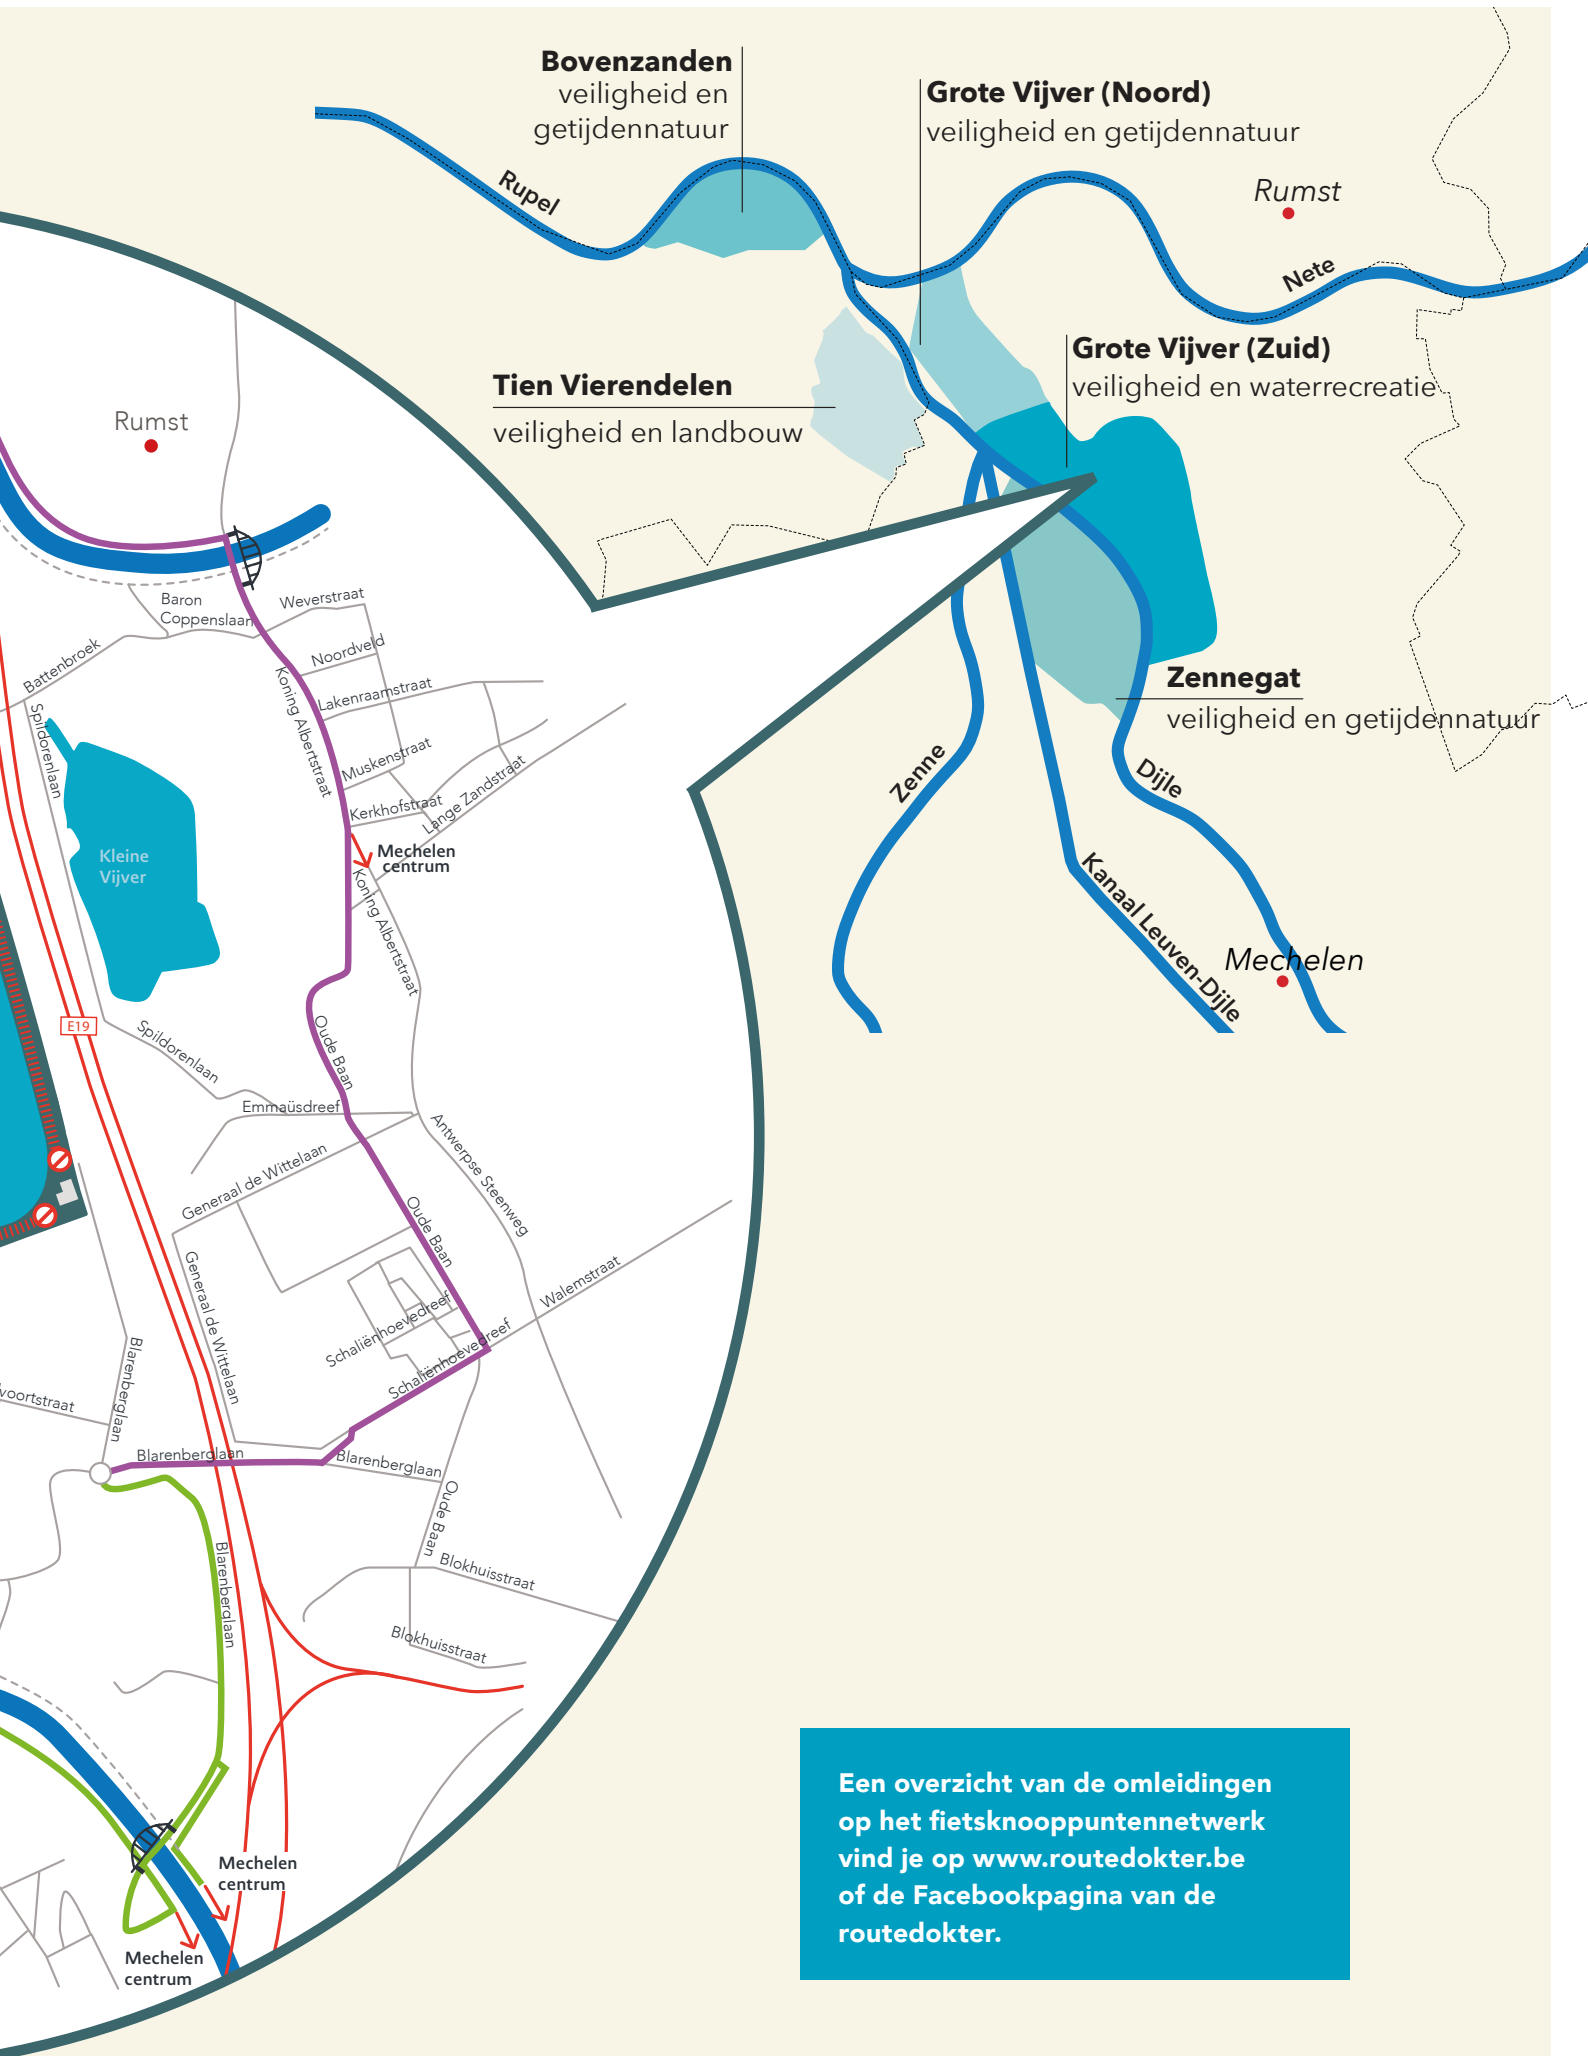 Bovenzanden
veiligheid en
getijdennatuur
Grote Vijver (Noord)
veiligheid en getijdennatuur
Rupel
Rumst
Nete
Grote Vijver (Zuid)
veiligheid en waterrecreatie
Tien Vierendelen
veiligheid en landbouw
Zennegat
veiligheid en getijdennatuur
Zenne
Dijle
Kanaal Leuven-Dijle
Mechelen
Rumst
Baron
Coppenslaan
Weverstraat
Battenbroek
Noordveld
Koning Albertstraat
Lakenraamstraat
Spildorenlaan
Muskenstraat
Kerkhofstraat
Lange Zandstraat
Mechelen
centrum
Kleine
Vijver
Koning Albertstraat
E19
Spildorenlaan
Oude Baan
Emmaüsdreef
Antwerpse Steenweg
Generaal de Wittelaan
Oude Baan
Generaal de Wittelaan
Walemstraat
Schaliënhoevedreef
Schaliënhoevedreef
Blarenberglaan
voortstraat
Blarenberglaan
Blarenberglaan
Oude Baan
Blarenberglaan
Blokhuisstraat
Blokhuisstraat
Mechelen
centrum
Mechelen
centrum
Een overzicht van de omleidingen
op het fietsknooppuntennetwerk
vind je op www.routedokter.be
of de Facebookpagina van de
routedokter.